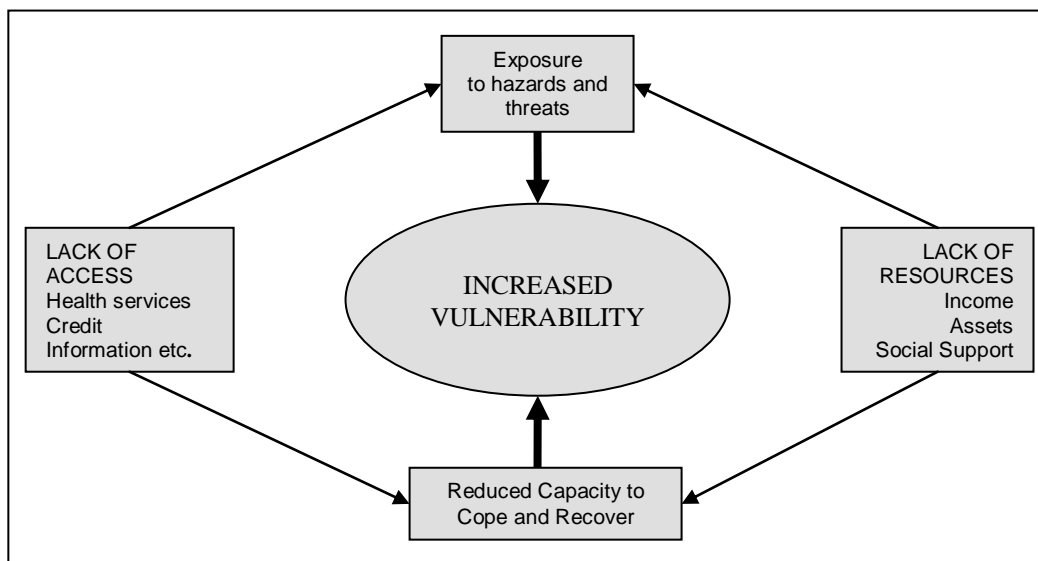 Exposure
to hazards and
threats
LACK OF
ACCESS
Health services
Credit
Information etc.
INCREASED
VULNERABILITY
LACK OF
RESOURCES
Income
Assets
Social Support
Reduced Capacity to
Cope and Recover